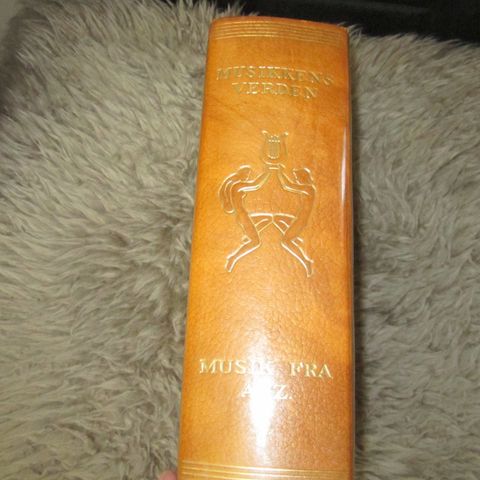 MUSIKKENS
VERDEN
MUSIK FRA
A-Z.